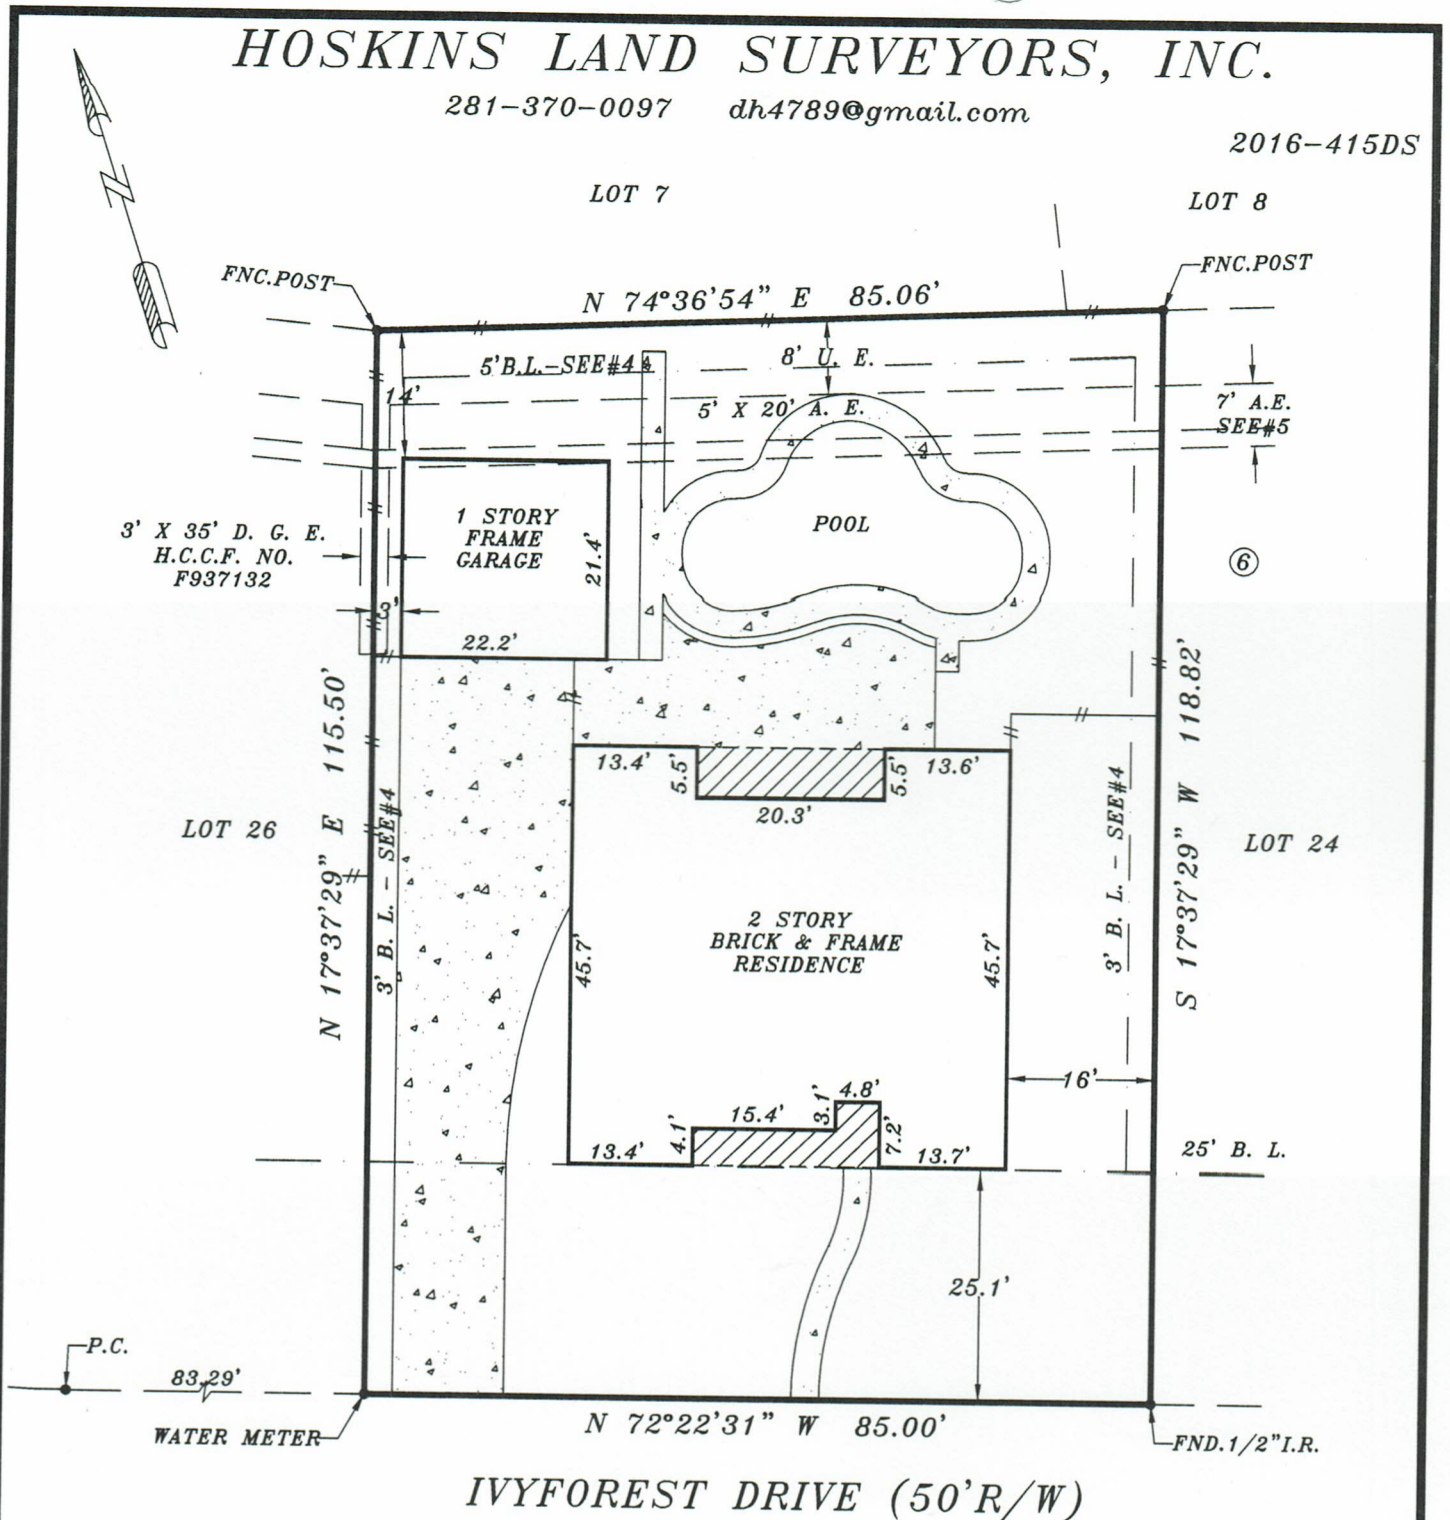 HOSKINS LAND SURVEYORS, INC.
281-370-0097 dh4789@gmail.com
2016-415DS
LOT 7
LOT 8
FNC.POST
FNC.POST
N 74°36'54" E 85.06'
5'B.L.-SEE#4
8' U. E.
14'
5' X 20' A. E.
7' A.E.
SEE#5
3' X 35' D. G. E.
H.C.C.F. NO.
F937132
1 STORY
FRAME
GARAGE
21.4'
POOL
6
3'
22.2'
N 17°37'29" E 115.50'
S 17°37'29" W 118.82'
13.4'
5.5'
20.3'
5.5'
13.6'
LOT 26
3' B. L. - SEE#4
3' B. L. - SEE#4
LOT 24
2 STORY
BRICK & FRAME
RESIDENCE
45.7'
45.7'
16'
4.8'
15.4'
3.1'
4.1'
7.2'
13.4'
13.7'
25' B. L.
25.1'
P.C.
83.29'
WATER METER
N 72°22'31" W 85.00'
FND.1/2"I.R.
IVYFOREST DRIVE (50'R/W)